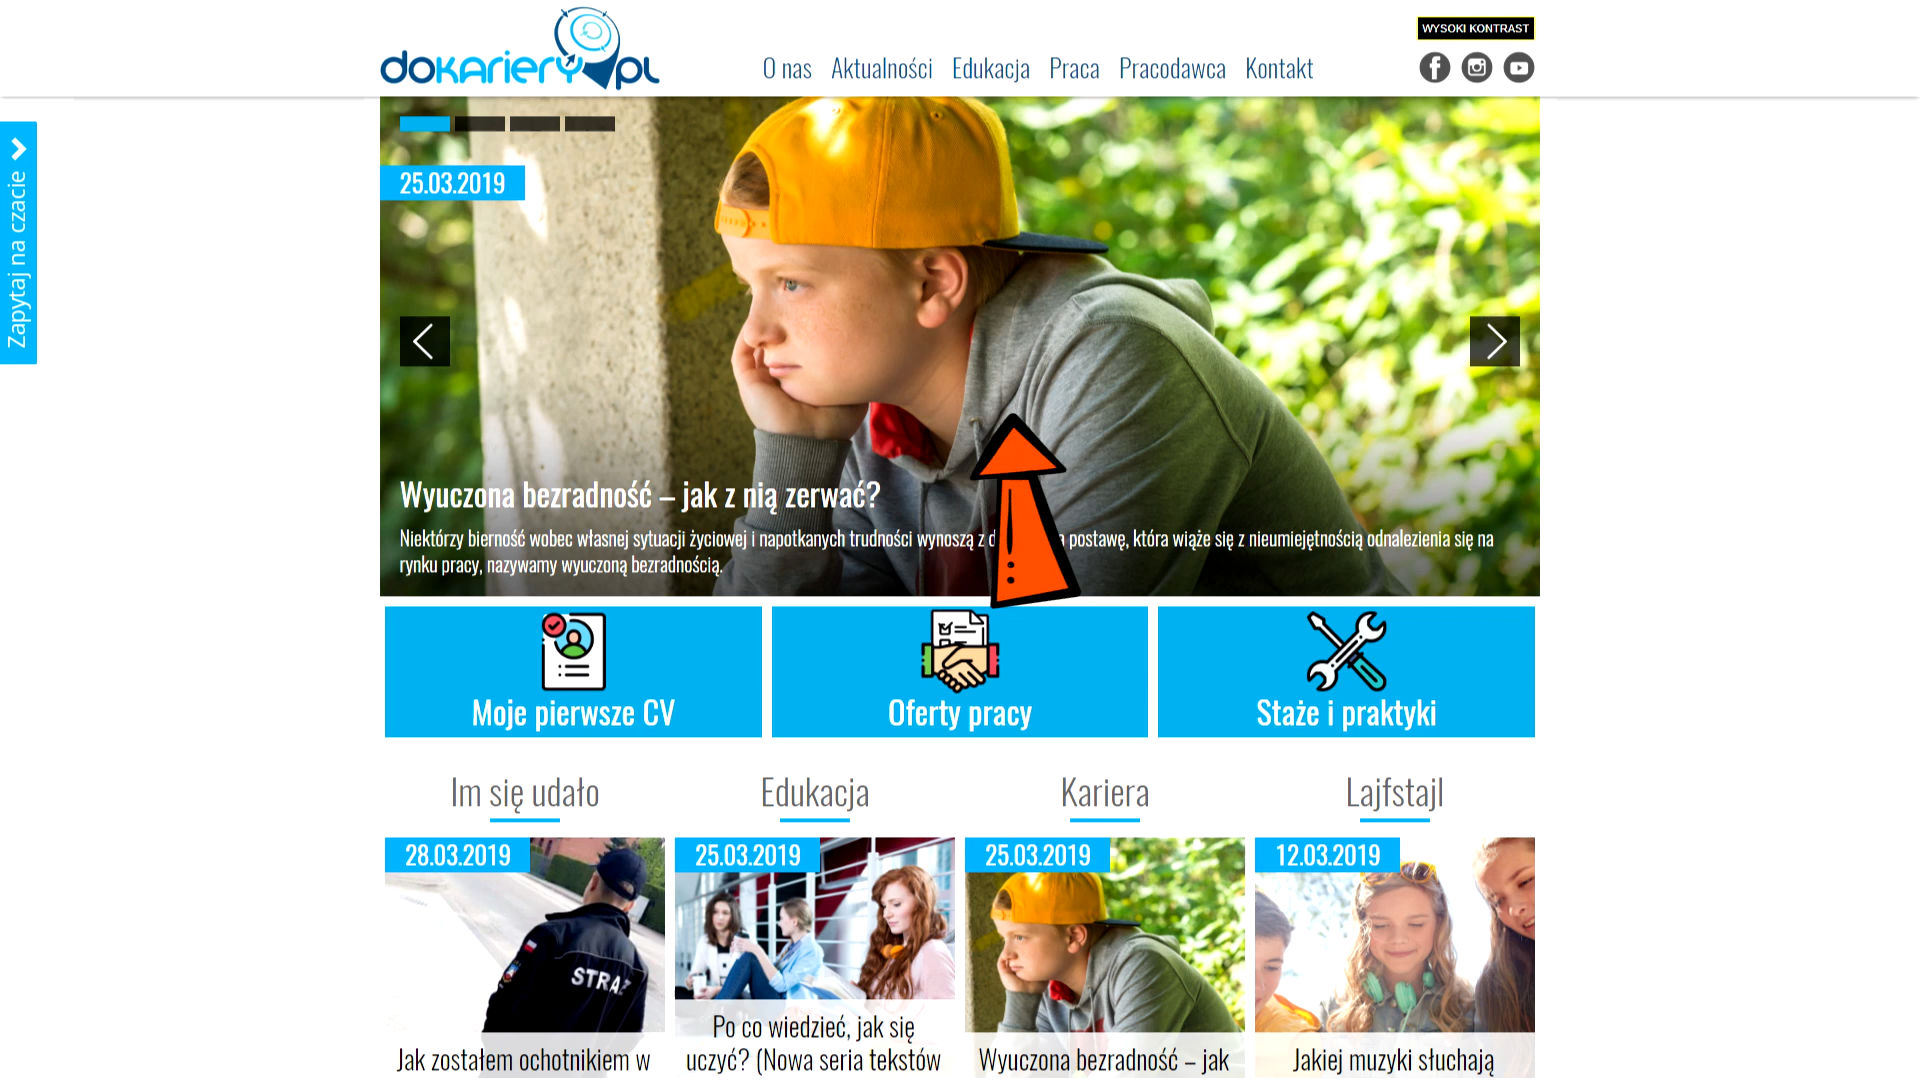 dokariery.pl
O nas Aktualności Edukacja Praca Pracodawca Kontakt
WYSOKI KONTRAST
Zapytaj na czacie
25.03.2019
Wyuczona bezradność – jak z nią zerwać?
Niektórzy bierność wobec własnej sytuacji życiowej i napotkanych trudności wynoszą z postawę, która wiąże się z nieumiejętnością odnalezienia się na
rynku pracy, nazywamy wyuczoną bezradnością.
Moje pierwsze CV
Oferty pracy
Staże i praktyki
Im się udało
Edukacja
Kariera
Lajfstajl
28.03.2019
STRAŻ
Jak zostałem ochotnikiem w
25.03.2019
Po co wiedzieć, jak się
uczyć? (Nowa seria tekstów
25.03.2019
Wyuczona bezradność – jak
12.03.2019
Jakiej muzyki słuchają